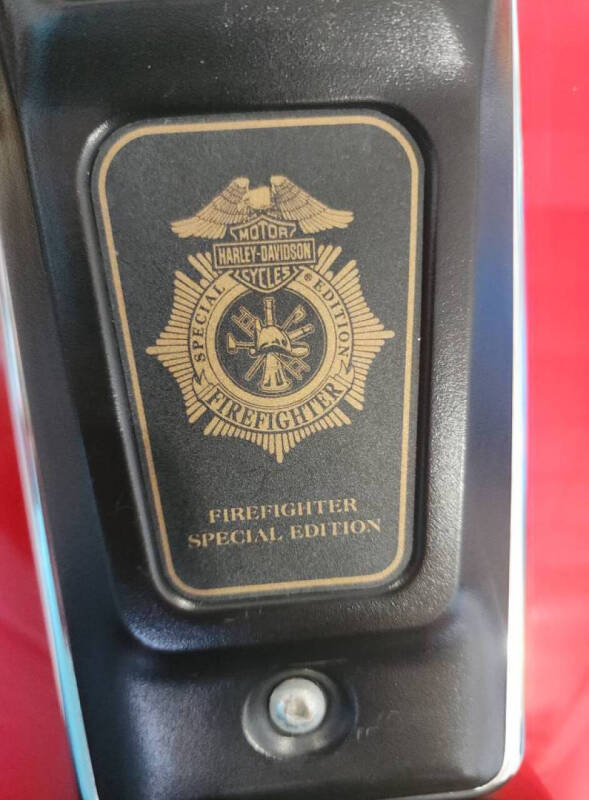 MOTOR
HARLEY-DAVIDSON
CYCLES
®
SPECIAL EDITION
FIREFIGHTER
FIREFIGHTER
SPECIAL EDITION